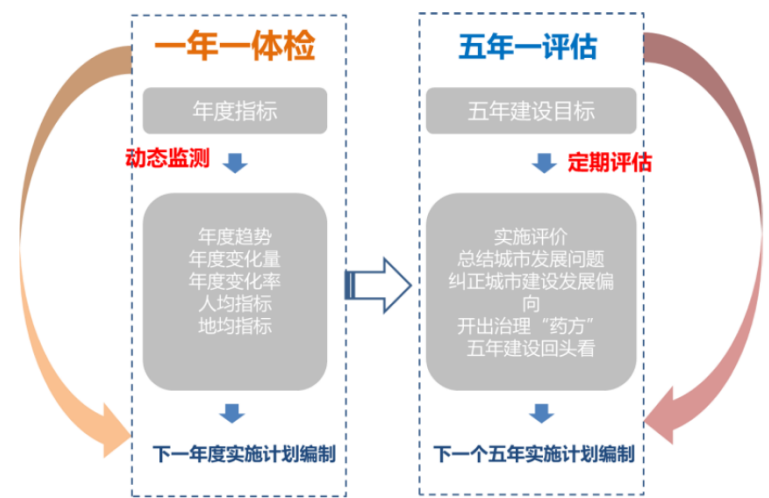 一年一体检
年度指标
动态监测
年度趋势
年度变化量
年度变化率
人均指标
地均指标
下一年度实施计划编制
五年一评估
五年建设目标
定期评估
实施评价
总结城市发展问题
纠正城市建设发展偏
向
开出治理“药方”
五年建设回头看
下一个五年实施计划编制